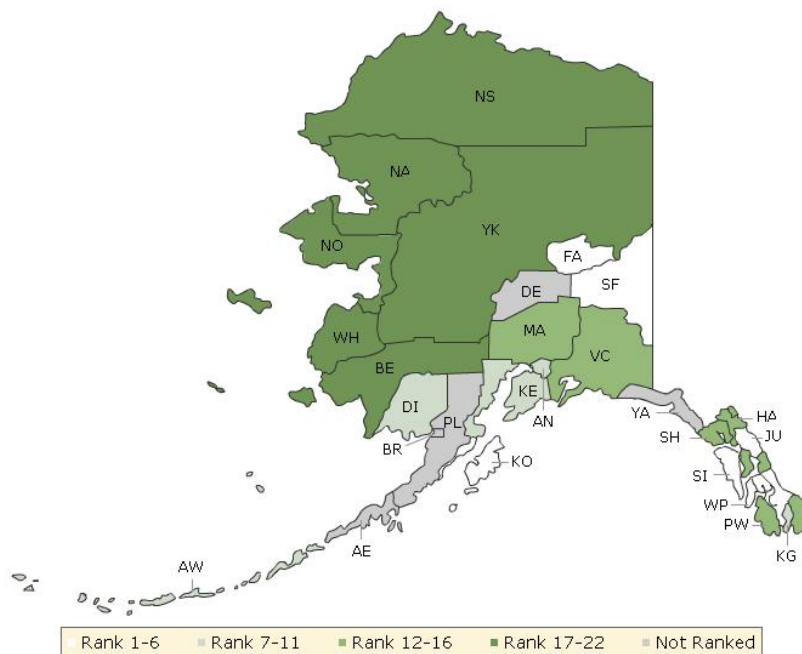 NS
NA
NO
YK
FA
SF
DE
MA
WH
BE
VC
DI
KE
AN
PL
YA
HA
SH
JU
BR
KO
SI
WP
PW
AE
KG
AW
Rank 1-6 Rank 7-11 Rank 12-16 Rank 17-22 Not Ranked